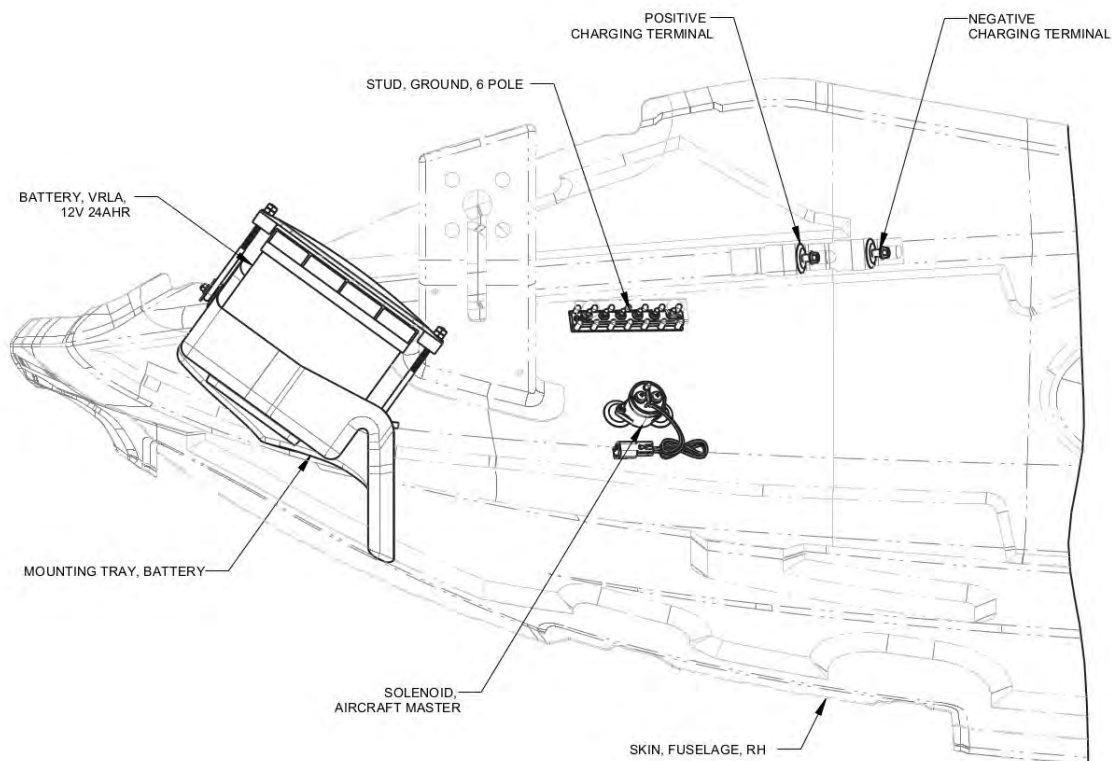 POSITIVE
CHARGING TERMINAL
NEGATIVE
CHARGING TERMINAL
STUD, GROUND, 6 POLE
BATTERY, VRLA,
12V 24AHR
MOUNTING TRAY, BATTERY
SOLENOID,
AIRCRAFT MASTER
SKIN, FUSELAGE, RH